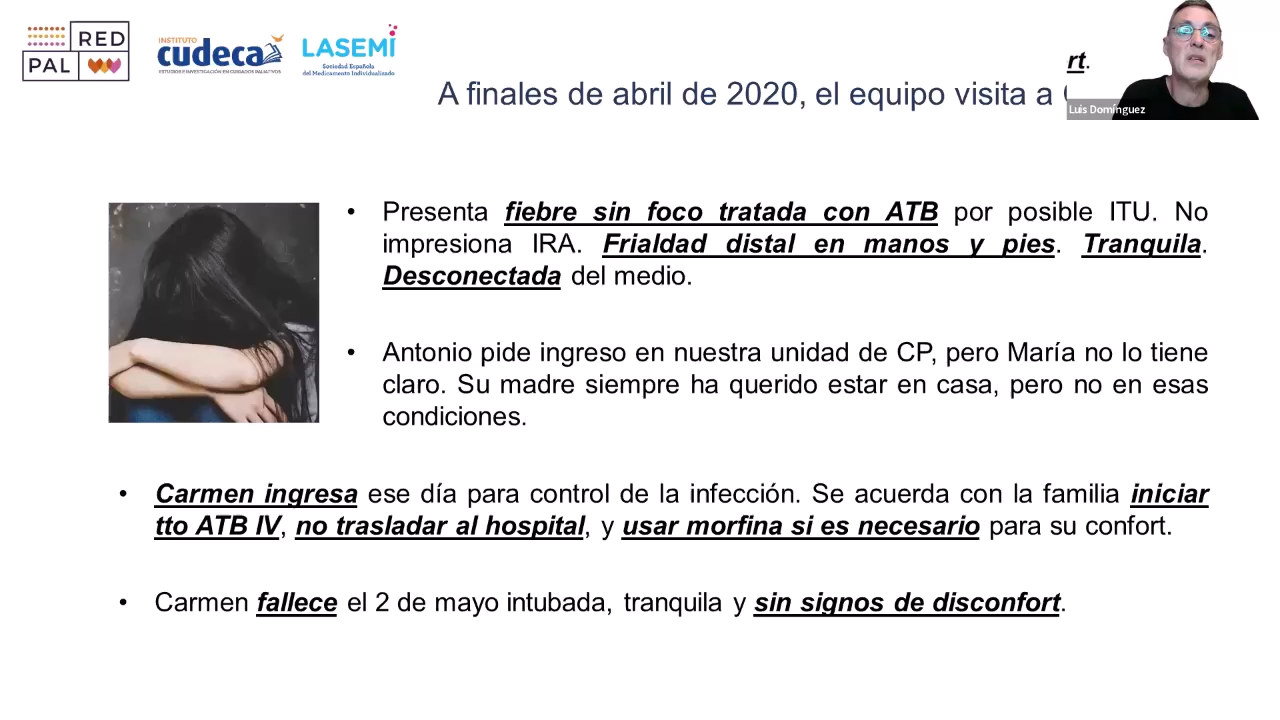 RED
PAL
INSTITUTO
cudeca
ESTUDIOS E INVESTIGACIÓN EN CUIDADOS PALIATIVOS
LASEMI
Sociedad Española
del Medicamento Individualizado
rt.
A finales de abril de 2020, el equipo visita a
Luis Domínguez
• Presenta fiebre sin foco tratada con ATB por posible ITU. No
impresiona IRA. Frialdad distal en manos y pies. Tranquila.
Desconectada del medio.
• Antonio pide ingreso en nuestra unidad de CP, pero María no lo tiene
claro. Su madre siempre ha querido estar en casa, pero no en esas
condiciones.
• Carmen ingresa ese día para control de la infección. Se acuerda con la familia iniciar
tto ATB IV, no trasladar al hospital, y usar morfina si es necesario para su confort.
• Carmen fallece el 2 de mayo intubada, tranquila y sin signos de disconfort.